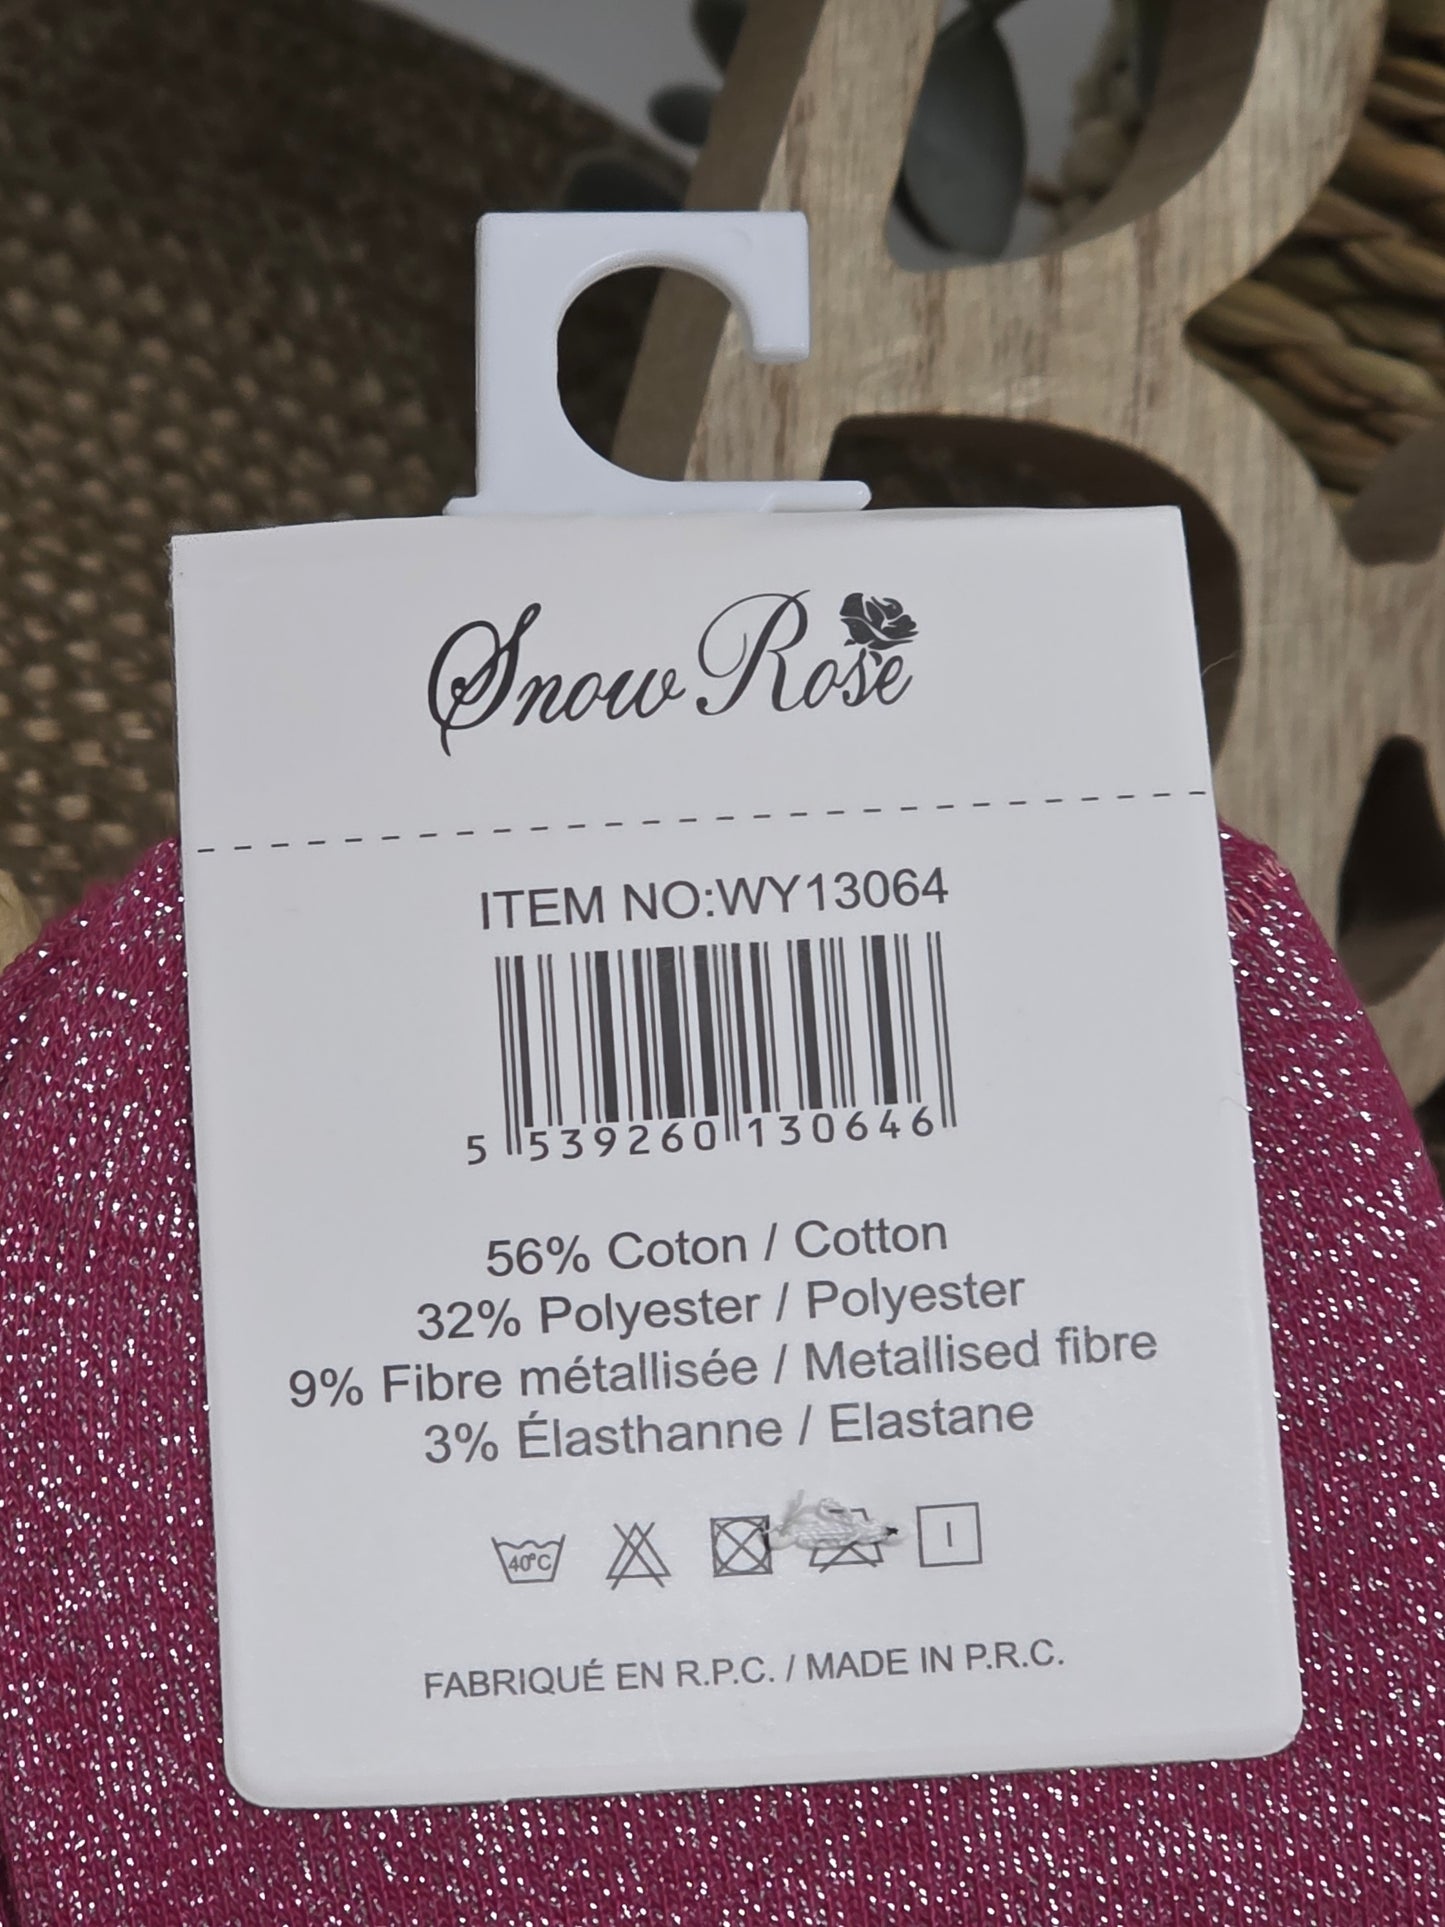 Snow Rose
ITEM NO:WY13064
5 539260 130646
56% Coton / Cotton
32% Polyester / Polyester
9% Fibre métallisée / Metallised fibre
3% Élasthanne / Elastane
40°C
FABRIQUÉ EN R.P.C. / MADE IN P.R.C.